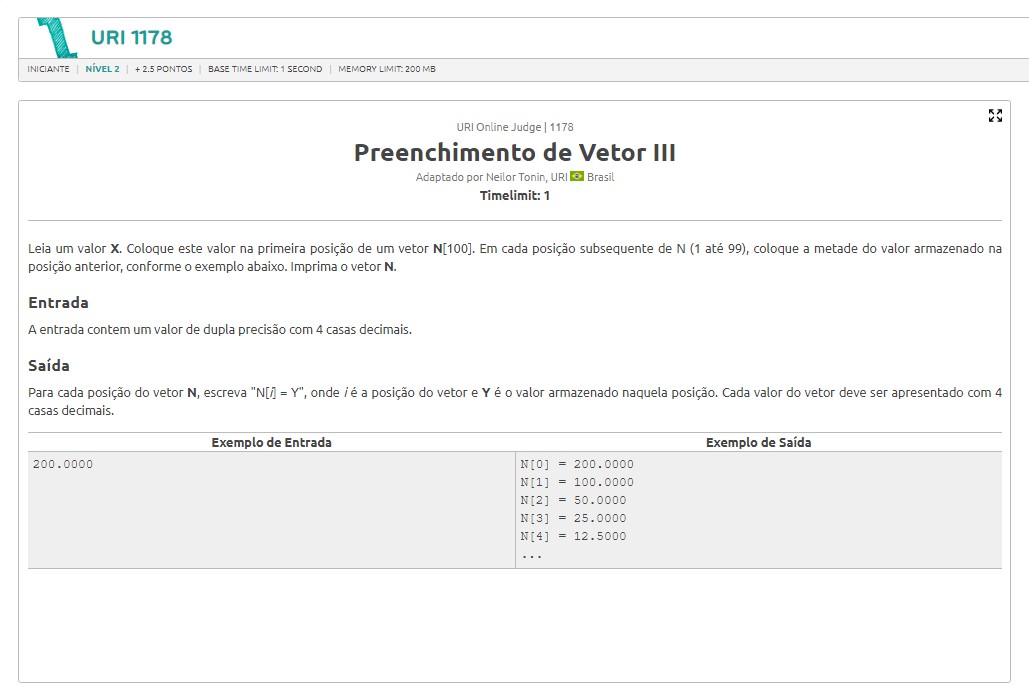 URI 1178
INICIANTE | NÍVEL 2 | + 2.5 PONTOS | BASE TIME LIMIT: 1 SECOND | MEMORY LIMIT: 200 MB
URI Online Judge | 1178
Preenchimento de Vetor III
Adaptado por Neilor Tonin, URI Brasil
Timelimit: 1
Leia um valor X. Coloque este valor na primeira posição de um vetor N[100]. Em cada posição subsequente de N (1 até 99), coloque a metade do valor armazenado na
posição anterior, conforme o exemplo abaixo. Imprima o vetor N.
Entrada
A entrada contem um valor de dupla precisão com 4 casas decimais.
Saída
Para cada posição do vetor N, escreva "N[i] = Y", onde i é a posição do vetor e Y é o valor armazenado naquela posição. Cada valor do vetor deve ser apresentado com 4
casas decimais.
Exemplo de Entrada
Exemplo de Saída
200.0000
N[0] = 200.0000
N[1] = 100.0000
N[2] = 50.0000
N[3] = 25.0000
N[4] = 12.5000
...